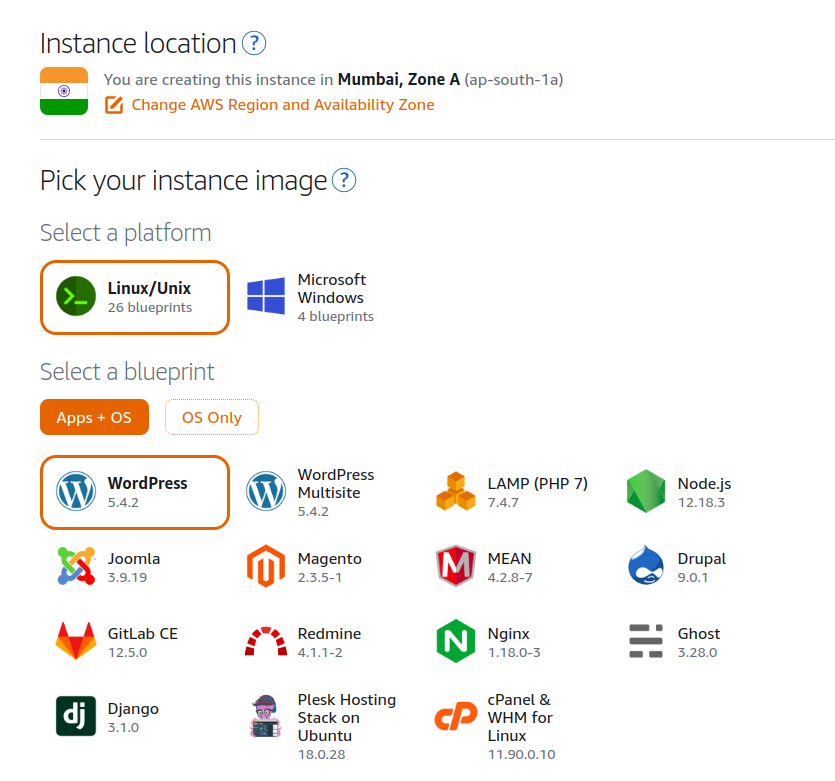 Instance location ?
You are creating this instance in Mumbai, Zone A (ap-south-1a)
Change AWS Region and Availability Zone
Pick your instance image ?
Select a platform
Linux/Unix
26 blueprints
Microsoft
Windows
4 blueprints
Select a blueprint
Apps + OS
OS Only
WordPress
5.4.2
WordPress
Multisite
5.4.2
LAMP (PHP 7)
7.4.7
Node.js
12.18.3
Joomla
3.9.19
Magento
2.3.5-1
MEAN
4.2.8-7
Drupal
9.0.1
GitLab CE
12.5.0
Redmine
4.1.1-2
Nginx
1.18.0-3
Ghost
3.28.0
dj
Django
3.1.0
Plesk Hosting
Stack on
Ubuntu
18.0.28
cP
cPanel &
WHM for
Linux
11.90.0.10